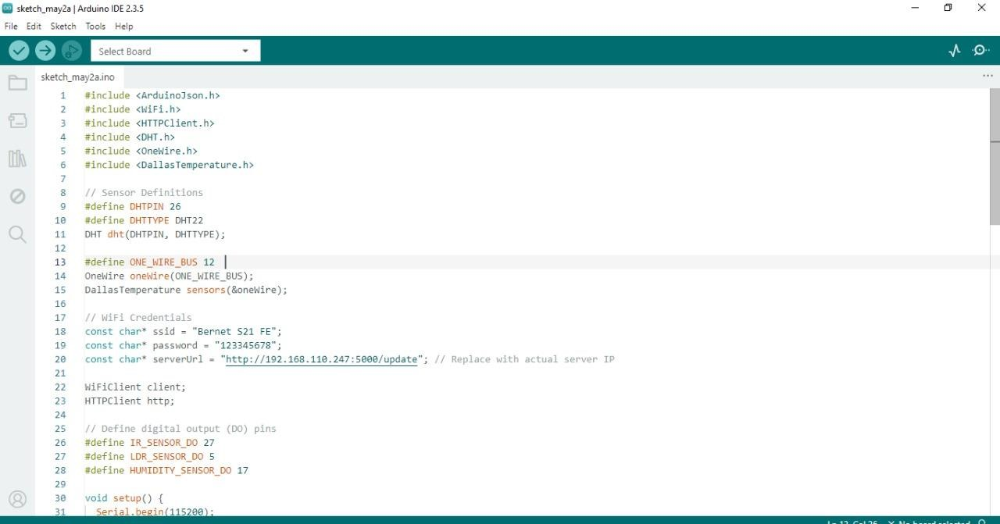 sketch_may2a | Arduino IDE 2.3.5
File Edit Sketch Tools Help
Select Board
sketch_may2a.ino
1 #include <ArduinoJson.h>
2 #include <WiFi.h>
3 #include <HTTPClient.h>
4 #include <DHT.h>
5 #include <OneWire.h>
6 #include <DallasTemperature.h>
7
8 // Sensor Definitions
9 #define DHTPIN 26
10 #define DHTTYPE DHT22
11 DHT dht(DHTPIN, DHTTYPE);
12
13 #define ONE_WIRE_BUS 12
14 OneWire oneWire(ONE_WIRE_BUS);
15 DallasTemperature sensors(&oneWire);
16
17 // WiFi Credentials
18 const char* ssid = "Bernet S21 FE";
19 const char* password = "123345678";
20 const char* serverUrl = "http://192.168.110.247:5000/update"; // Replace with actual server IP
21
22 WiFiClient client;
23 HTTPClient http;
24
25 // Define digital output (DO) pins
26 #define IR_SENSOR_DO 27
27 #define LDR_SENSOR_DO 5
28 #define HUMIDITY_SENSOR_DO 17
29
30 void setup() {
31 Serial.begin(115200);
Ln 13, Col 26 No board selected